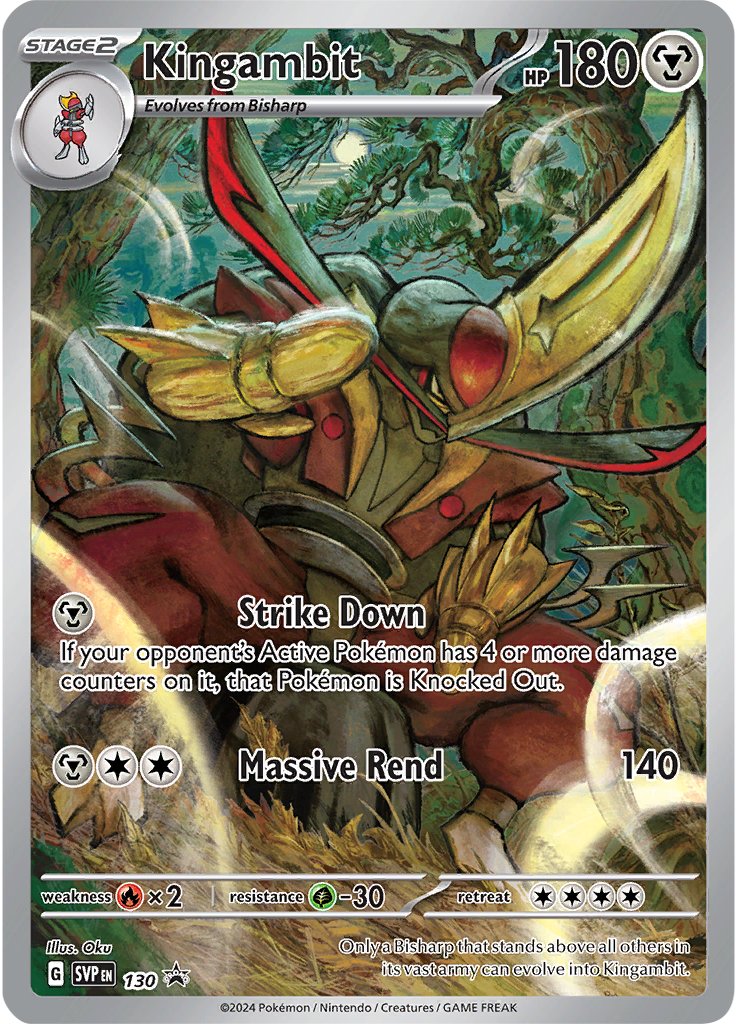 STAGE2
Kingambit
HP 180
Evolves from Bisharp
Strike Down
If your opponent's Active Pokémon has 4 or more damage
counters on it, that Pokémon is Knocked Out.
Massive Rend 140
weakness ×2 resistance -30 retreat
Illus. Oku
Only a Bisharp that stands above all others in
its vast army can evolve into Kingambit.
G SVP EN 130
©2024 Pokémon / Nintendo / Creatures / GAME FREAK